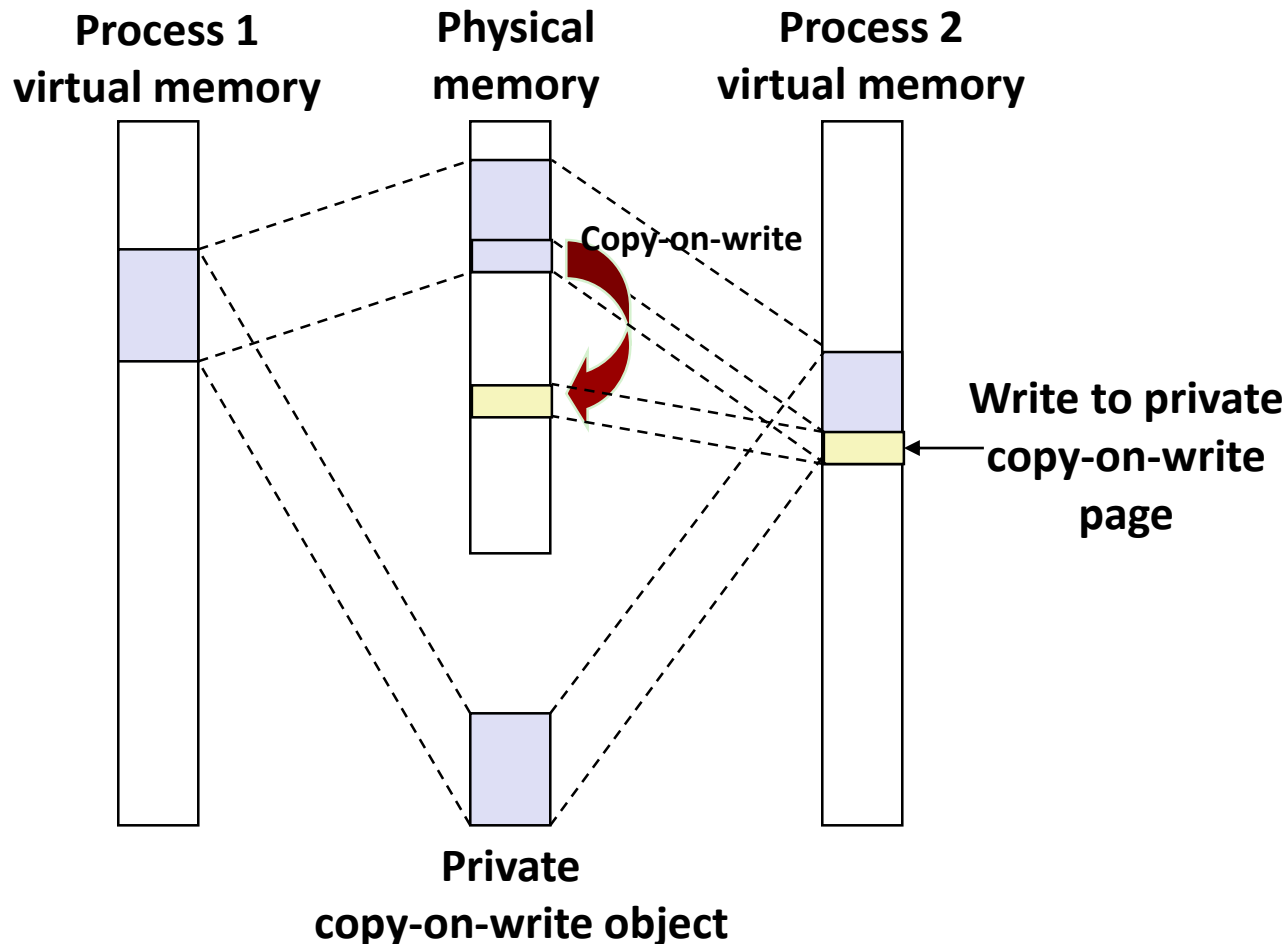 Process 1
virtual memory
Physical
memory
Process 2
virtual memory
Copy-on-write
Write to private
copy-on-write
page
Private
copy-on-write object